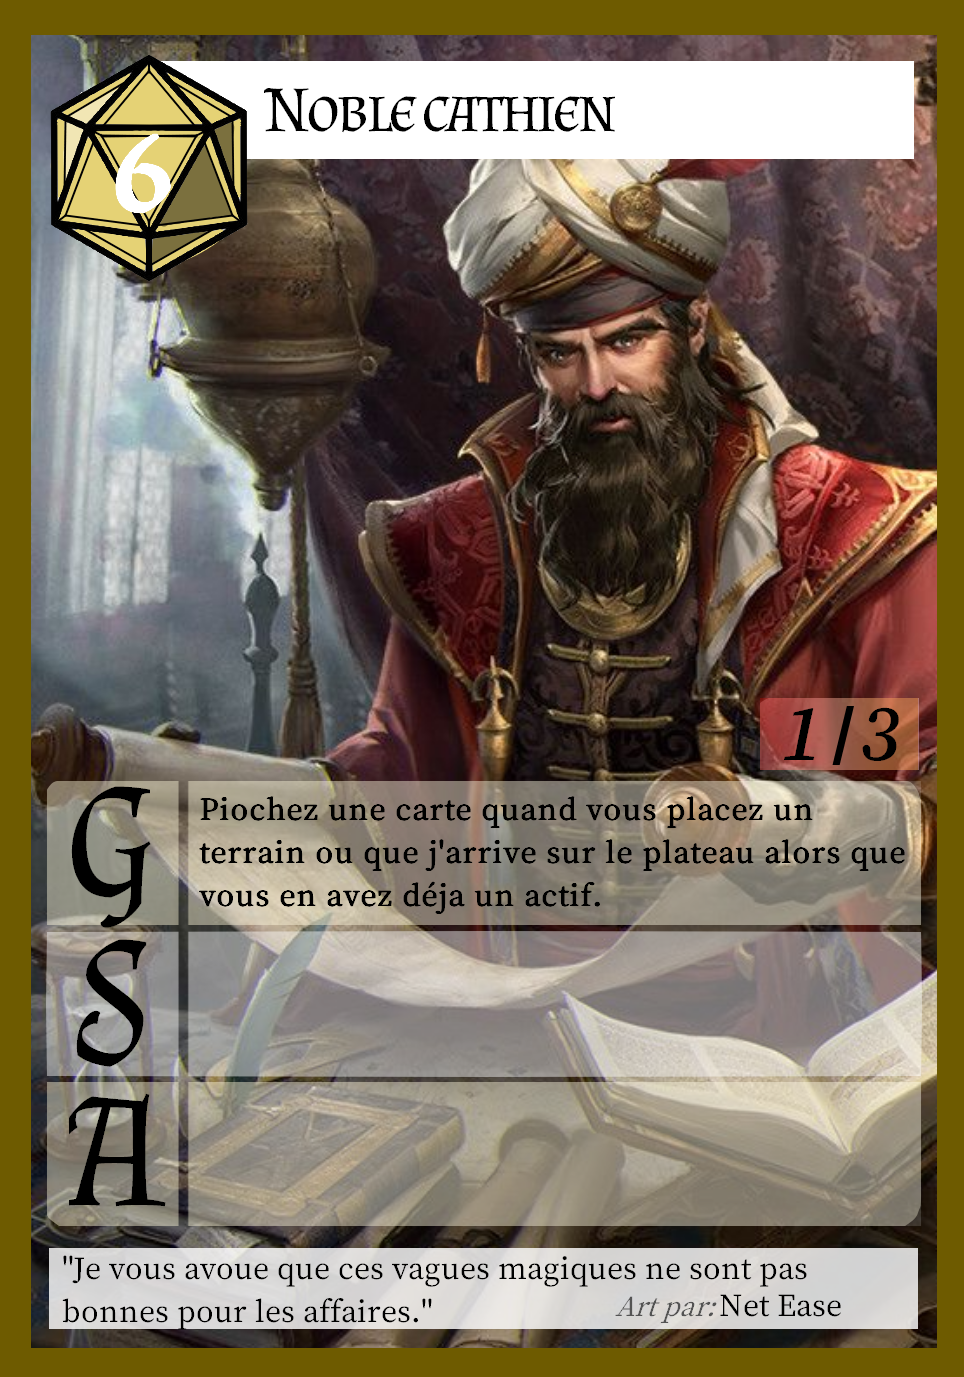 6
Noble cathien
1/3
G
Piochez une carte quand vous placez un
terrain ou que j'arrive sur le plateau alors que
vous en avez déja un actif.
S
A
"Je vous avoue que ces vagues magiques ne sont pas
bonnes pour les affaires."
Art par: Net Ease